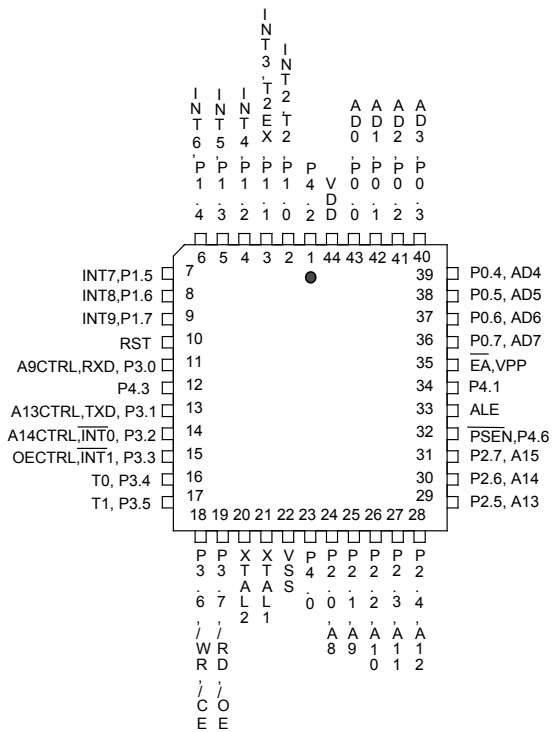 INT6,P1.4
INT5,P1.3
INT4,P1.2
INT3,T2EX,P1.1
INT2,T2,P1.0
P4.2
VDD
AD0,P0.0
AD1,P0.1
AD2,P0.2
AD3,P0.3
6 5 4 3 2 1 44 43 42 41 40
INT7,P1.5 7
INT8,P1.6 8
INT9,P1.7 9
RST 10
A9CTRL,RXD, P3.0 11
P4.3 12
A13CTRL,TXD, P3.1 13
A14CTRL,INT0, P3.2 14
OECTRL,INT1, P3.3 15
T0, P3.4 16
T1, P3.5 17
39 P0.4, AD4
38 P0.5, AD5
37 P0.6, AD6
36 P0.7, AD7
35 EA,VPP
34 P4.1
33 ALE
32 PSEN,P4.6
31 P2.7, A15
30 P2.6, A14
29 P2.5, A13
18 19 20 21 22 23 24 25 26 27 28
P3.6,/WR,/CE
P3.7,/RD,/OE
XTAL2
XTAL1
VSS
P4.0
P2.0,A8
P2.1,A9
P2.2,A10
P2.3,A11
P2.4,A12